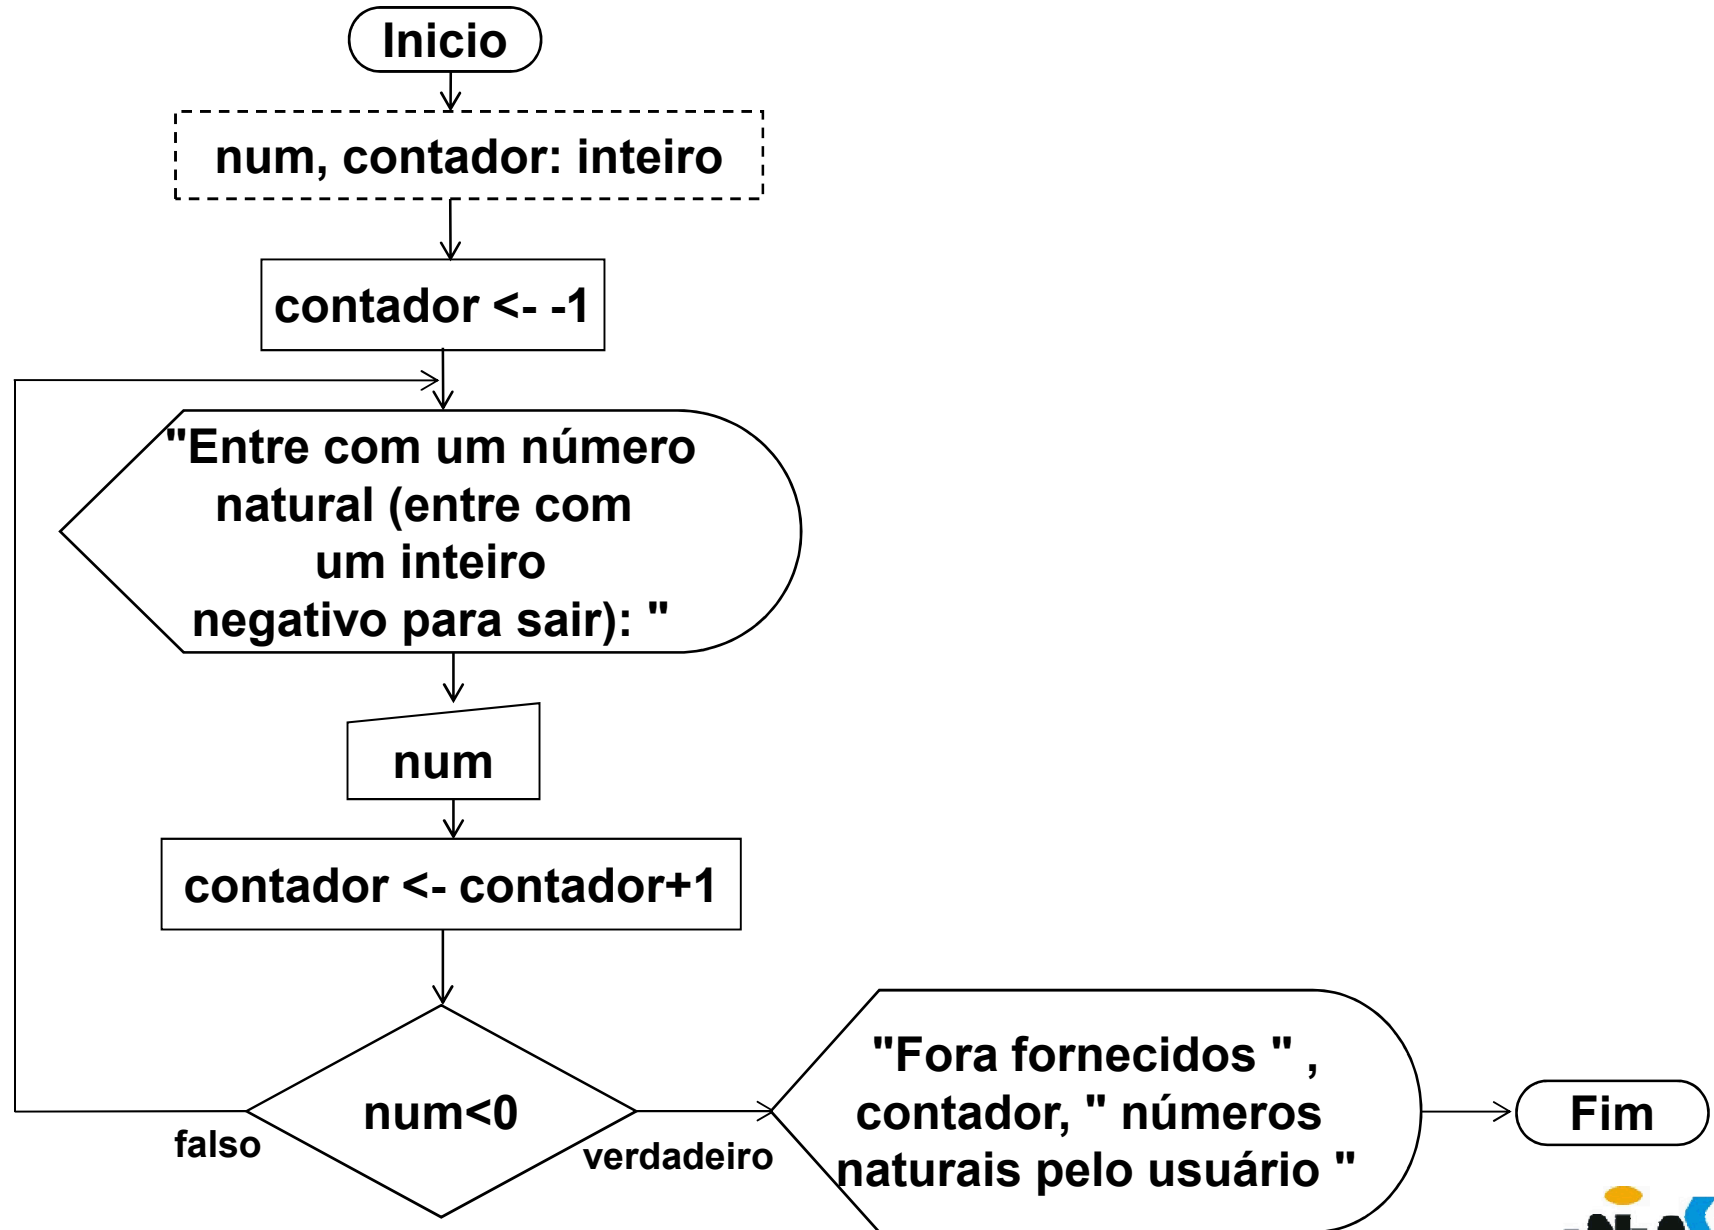 Inicio
num, contador: inteiro
contador <- -1
"Entre com um número
natural (entre com
um inteiro
negativo para sair): "
num
contador <- contador+1
num<0
falso
verdadeiro
"Fora fornecidos " ,
contador, " números
naturais pelo usuário "
Fim